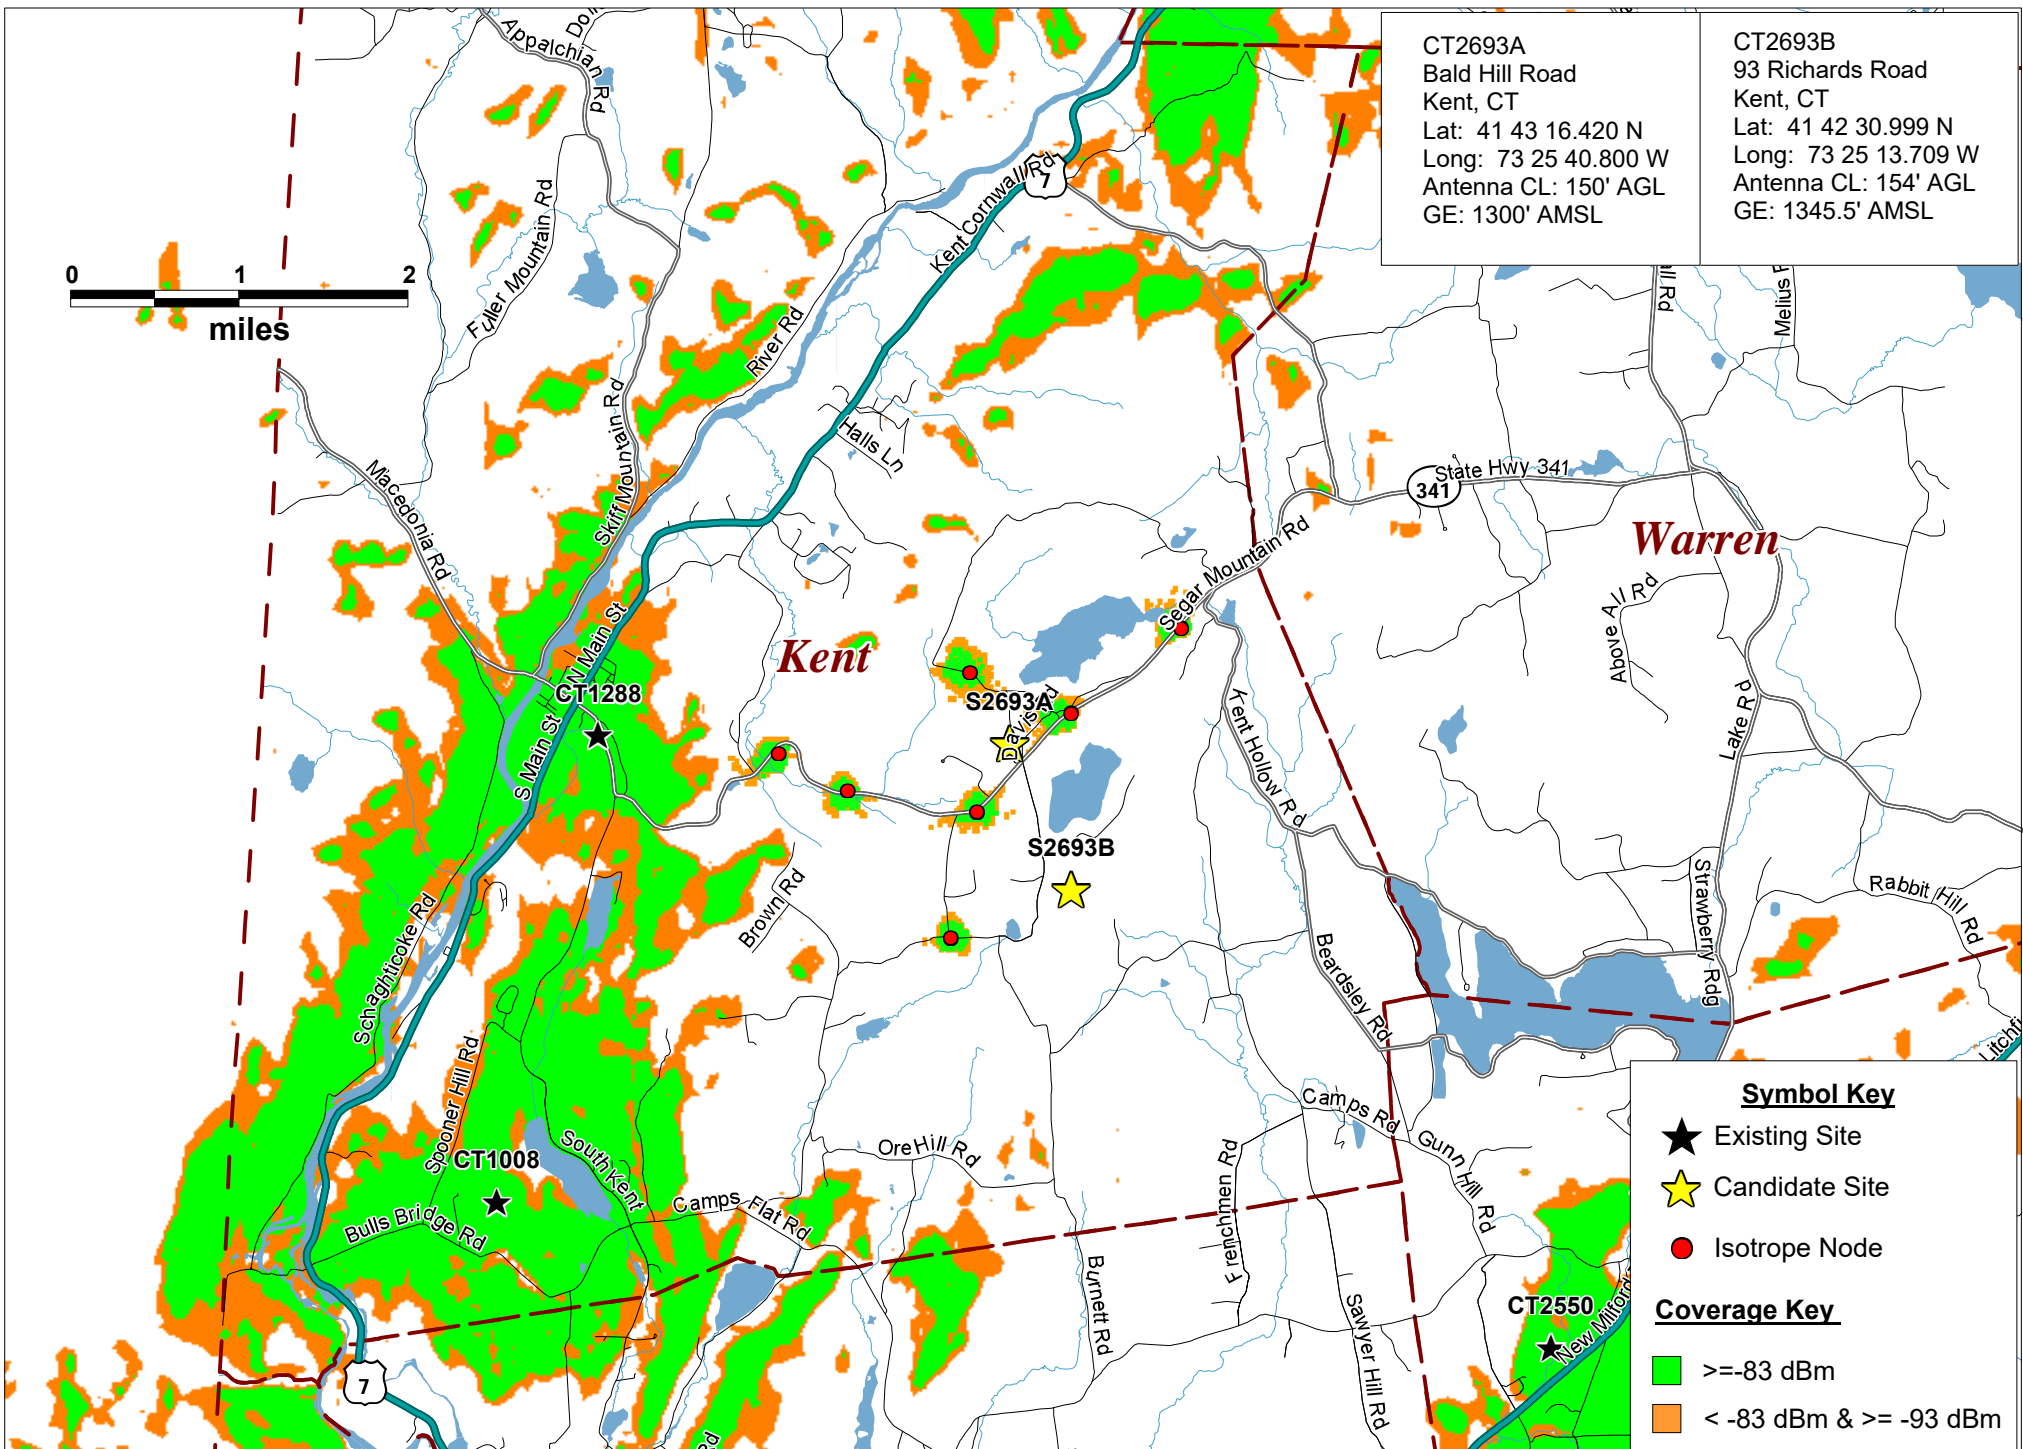 CT2693A
Bald Hill Road
Kent, CT
Lat: 41 43 16.420 N
Long: 73 25 40.800 W
Antenna CL: 150' AGL
GE: 1300' AMSL
CT2693B
93 Richards Road
Kent, CT
Lat: 41 42 30.999 N
Long: 73 25 13.709 W
Antenna CL: 154' AGL
GE: 1345.5' AMSL
Appalchian Rd
Fuller Mountain Rd
0 1 2
miles
Kent Cornwall Rd
7
River Rd
Skiff Mountain Rd
Macedonia Rd
Halls Ln
Melius
State Hwy 341
341
Warren
Segar Mountain Rd
Above All Rd
Kent
N Main St
CT1288
S Main St
S2693A
Davis Rd
Kent Hollow Rd
Lake Rd
S2693B
Brown Rd
Schaghticoke Rd
Strawberry Rdg
Rabbit Hill Rd
Beardsley Rd
Spooner Hill Rd
CT1008
South Kent
Ore Hill Rd
Camps Rd
Gunn Hill Rd
Camps Flat Rd
Bulls Bridge Rd
Frenchmen Rd
Burnett Rd
Sawyer Hill Rd
CT2550
New Milford
7
Rd
Symbol Key
Existing Site
Candidate Site
Isotrope Node
Coverage Key
>=-83 dBm
< -83 dBm & >= -93 dBm